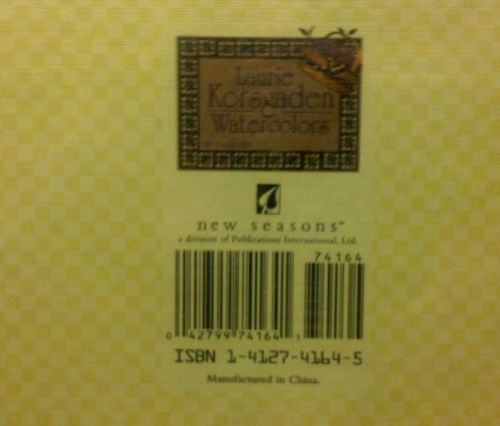 Laurie
Korsgaden
Watercolors
new seasons™
a division of Publications International, Ltd.
74164
0 42799 74164 1
ISBN 1-4127-4164-5
Manufactured in China.